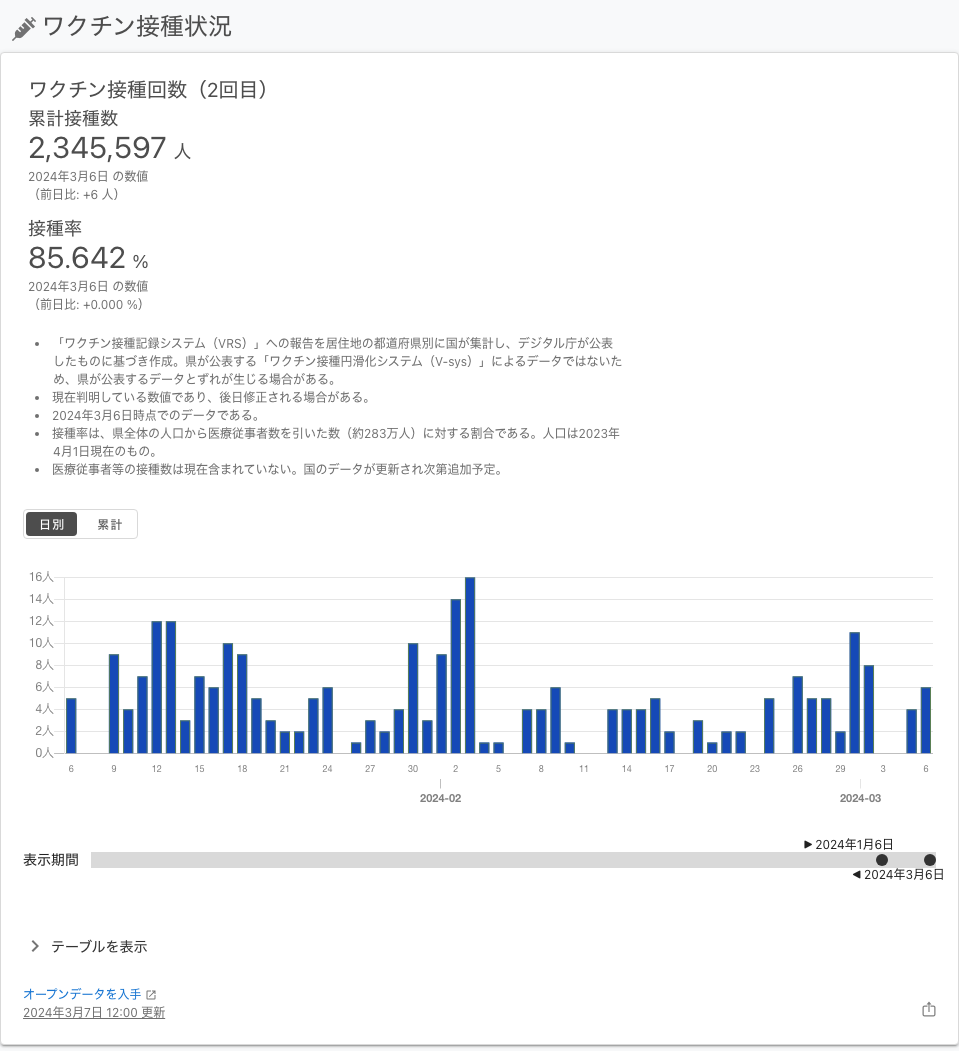 ワクチン接種状況
ワクチン接種回数（2回目）
累計接種数
2,345,597 人
2024年3月6日 の数値
（前日比: +6 人）
接種率
85.642 %
2024年3月6日 の数値
（前日比: +0.000 %）
• 「ワクチン接種記録システム（VRS）」への報告を居住地の都道府県別に国が集計し、デジタル庁が公表
したものに基づき作成。県が公表する「ワクチン接種円滑化システム（V-sys）」によるデータではないた
め、県が公表するデータとずれが生じる場合がある。
• 現在判明している数値であり、後日修正される場合がある。
• 2024年3月6日時点でのデータである。
• 接種率は、県全体の人口から医療従事者数を引いた数（約283万人）に対する割合である。人口は2023年
4月1日現在のもの。
• 医療従事者等の接種数は現在含まれていない。国のデータが更新され次第追加予定。
日別 累計
16人
14人
12人
10人
8人
6人
4人
2人
0人
6 9 12 15 18 21 24 27 30 2 5 8 11 14 17 20 23 26 29 3 6
2024-02 2024-03
▶ 2024年1月6日
表示期間
◀ 2024年3月6日
テーブルを表示
オープンデータを入手
2024年3月7日 12:00 更新